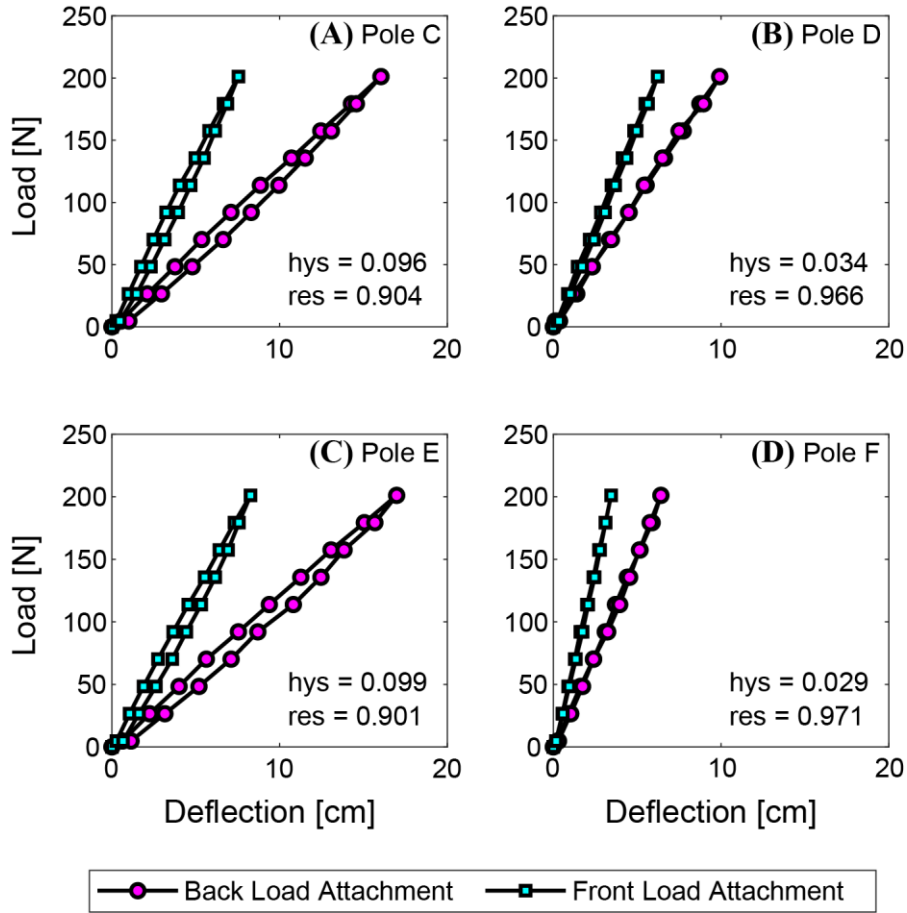 250
200
150
100
50
0
Load [N]
(A) Pole C
hys = 0.096
res = 0.904
0 10 20
250
200
150
100
50
0
(B) Pole D
hys = 0.034
res = 0.966
0 10 20
250
200
150
100
50
0
Load [N]
(C) Pole E
hys = 0.099
res = 0.901
0 10 20
Deflection [cm]
250
200
150
100
50
0
(D) Pole F
hys = 0.029
res = 0.971
0 10 20
Deflection [cm]
Back Load Attachment Front Load Attachment